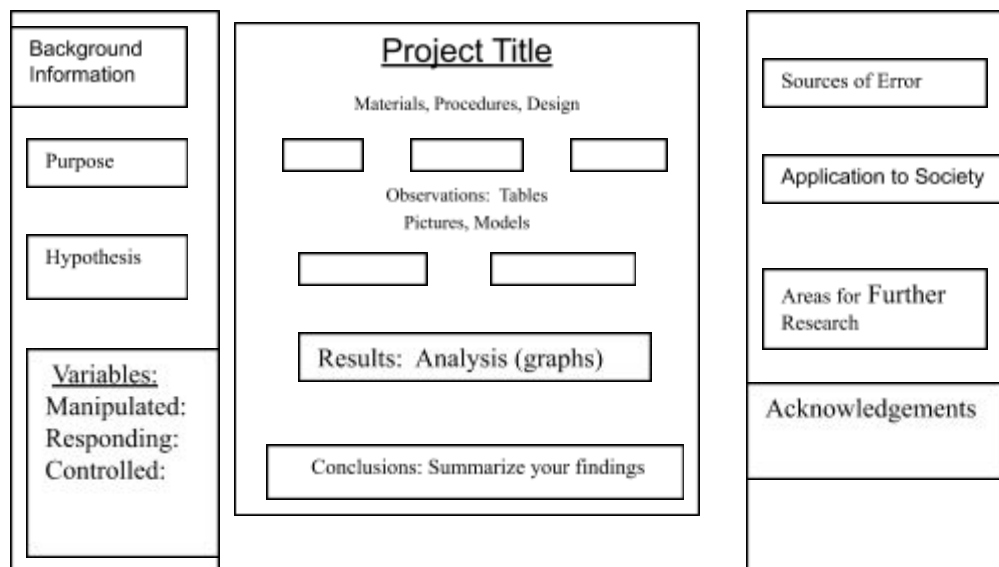 Background
Information
Purpose
Hypothesis
Variables:
Manipulated:
Responding:
Controlled:
Project Title
Materials, Procedures, Design
Observations: Tables
Pictures, Models
Results: Analysis (graphs)
Conclusions: Summarize your findings
Sources of Error
Application to Society
Areas for Further
Research
Acknowledgements